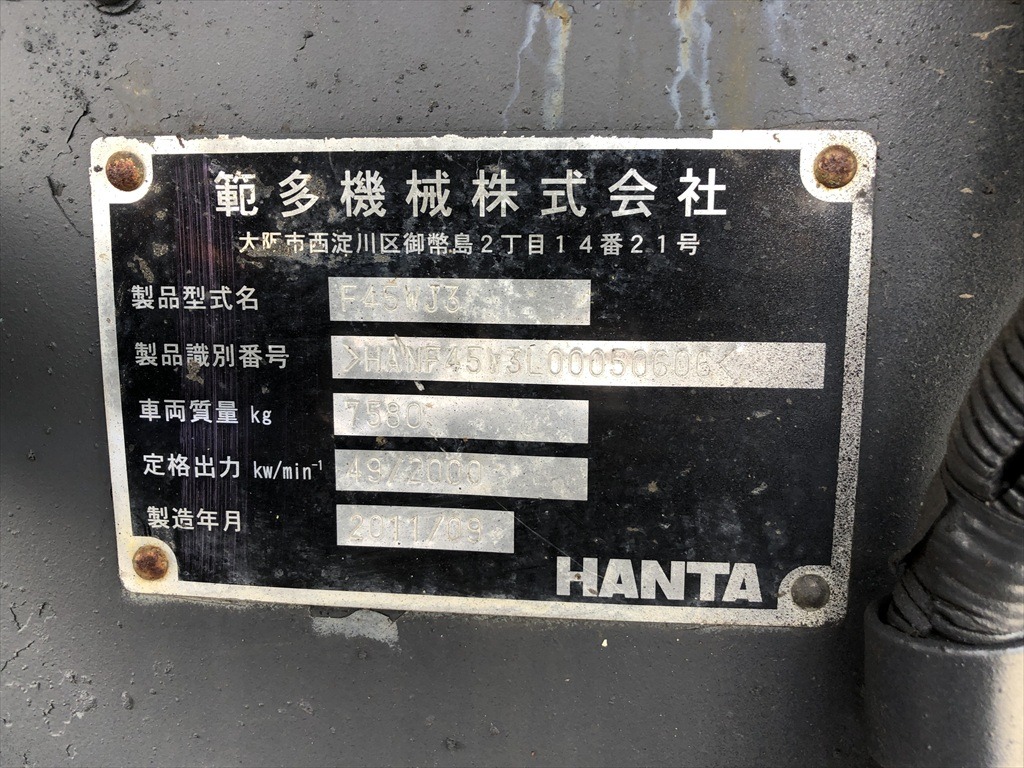 範多機械株式会社
大阪市西淀川区御幣島2丁目14番21号
製品型式名 F45WJ3
製品識別番号
車両質量 kg 7580
定格出力 kw/min⁻¹ 49/2000
製造年月 2011/09
HANTA